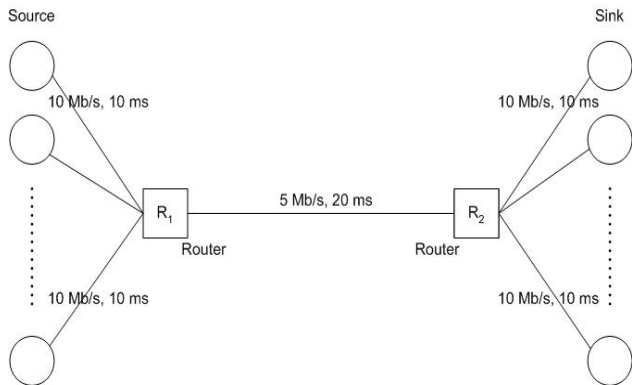 Source
Sink
10 Mb/s, 10 ms
10 Mb/s, 10 ms
R1
5 Mb/s, 20 ms
R2
Router
Router
10 Mb/s, 10 ms
10 Mb/s, 10 ms